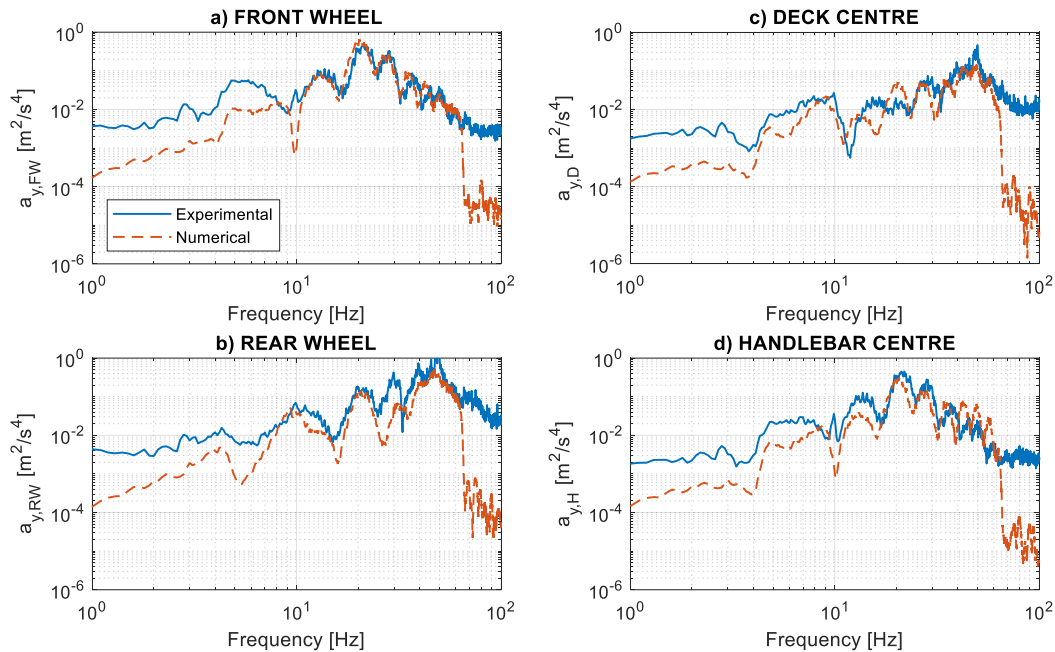 a) FRONT WHEEL
10^0
10^-2
10^-4
10^-6
a_y,FW [m^2/s^4]
Experimental
Numerical
10^0 10^1 10^2
Frequency [Hz]
c) DECK CENTRE
10^0
10^-2
10^-4
10^-6
a_y,D [m^2/s^4]
10^0 10^1 10^2
Frequency [Hz]
b) REAR WHEEL
10^0
10^-2
10^-4
10^-6
a_y,RW [m^2/s^4]
10^0 10^1 10^2
Frequency [Hz]
d) HANDLEBAR CENTRE
10^0
10^-2
10^-4
10^-6
a_y,H [m^2/s^4]
10^0 10^1 10^2
Frequency [Hz]